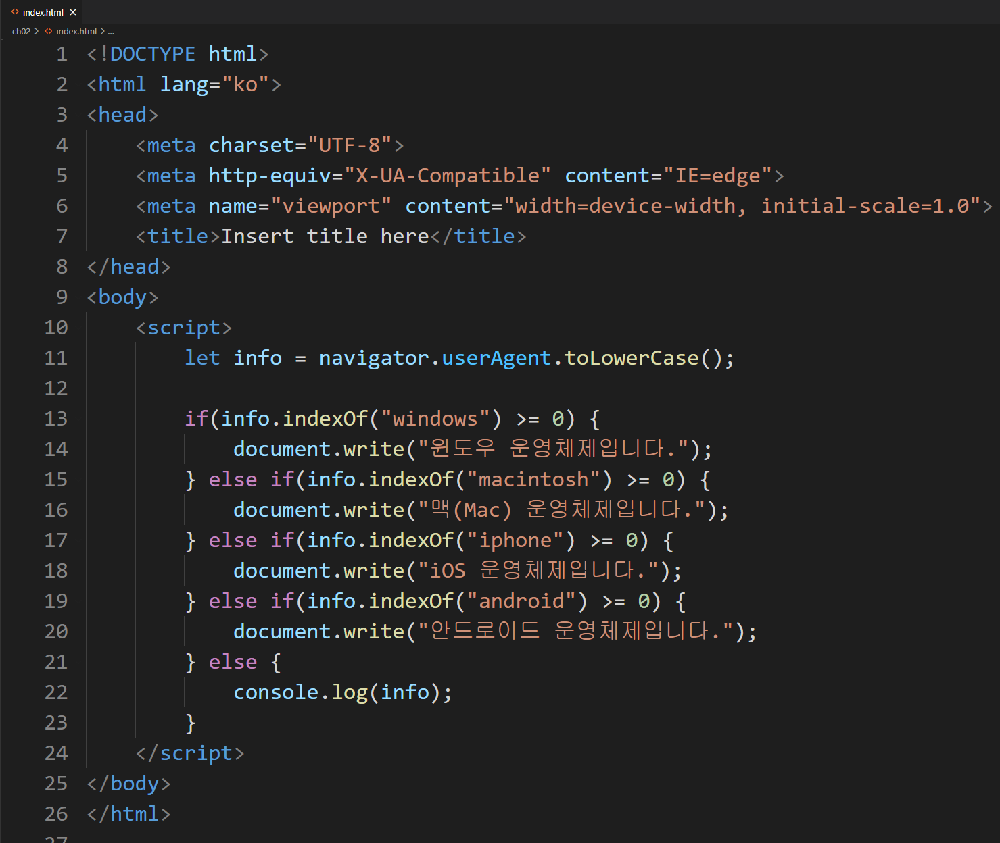 index.html ×
ch02 > index.html > ...
1 <!DOCTYPE html>
2 <html lang="ko">
3 <head>
4     <meta charset="UTF-8">
5     <meta http-equiv="X-UA-Compatible" content="IE=edge">
6     <meta name="viewport" content="width=device-width, initial-scale=1.0">
7     <title>Insert title here</title>
8 </head>
9 <body>
10     <script>
11         let info = navigator.userAgent.toLowerCase();
12
13         if(info.indexOf("windows") >= 0) {
14             document.write("윈도우 운영체제입니다.");
15         } else if(info.indexOf("macintosh") >= 0) {
16             document.write("맥(Mac) 운영체제입니다.");
17         } else if(info.indexOf("iphone") >= 0) {
18             document.write("iOS 운영체제입니다.");
19         } else if(info.indexOf("android") >= 0) {
20             document.write("안드로이드 운영체제입니다.");
21         } else {
22             console.log(info);
23         }
24     </script>
25 </body>
26 </html>
27